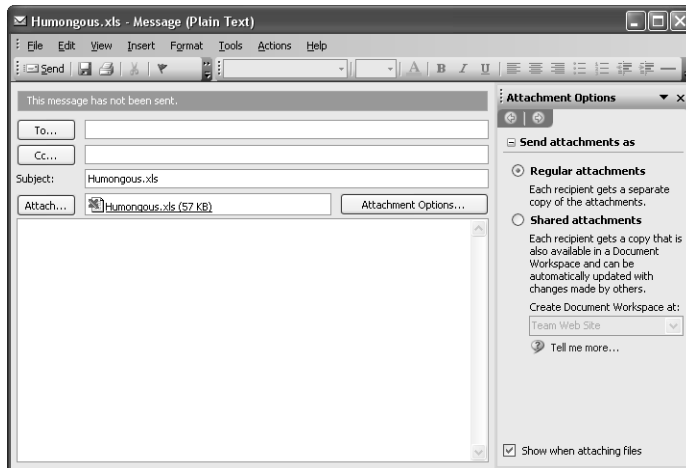 Humongous.xls - Message (Plain Text)
File Edit View Insert Format Tools Actions Help
Send A B I U
This message has not been sent.
To...
Cc...
Subject: Humongous.xls
Attach... Humongous.xls (57 KB) Attachment Options...
Attachment Options
Send attachments as
Regular attachments
Each recipient gets a separate
copy of the attachments.
Shared attachments
Each recipient gets a copy that is
also available in a Document
Workspace and can be
automatically updated with
changes made by others.
Create Document Workspace at:
Team Web Site
Tell me more...
Show when attaching files